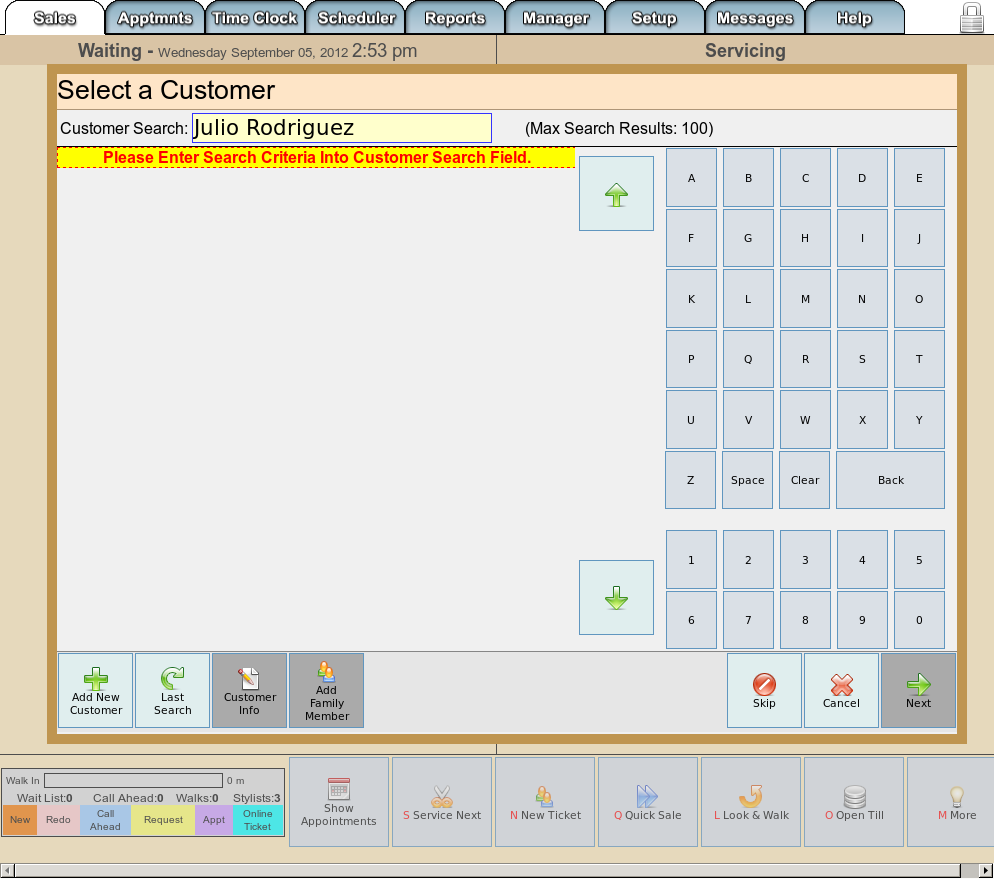 Sales Apptmnts Time Clock Scheduler Reports Manager Setup Messages Help
Waiting - Wednesday September 05, 2012 2:53 pm
Servicing
Select a Customer
Customer Search: Julio Rodriguez (Max Search Results: 100)
Please Enter Search Criteria Into Customer Search Field.
A B C D E
F G H I J
K L M N O
P Q R S T
U V W X Y
Z Space Clear Back
1 2 3 4 5
6 7 8 9 0
Add New
Customer
Last
Search
Customer
Info
Add
Family
Member
Skip
Cancel
Next
Walk In 0 m
Wait List:0 Call Ahead:0 Walks:0 Stylists:3
New
Redo
Call
Ahead
Request
Appt
Online
Ticket
Show
Appointments
S Service Next
N New Ticket
Q Quick Sale
L Look & Walk
O Open Till
M More